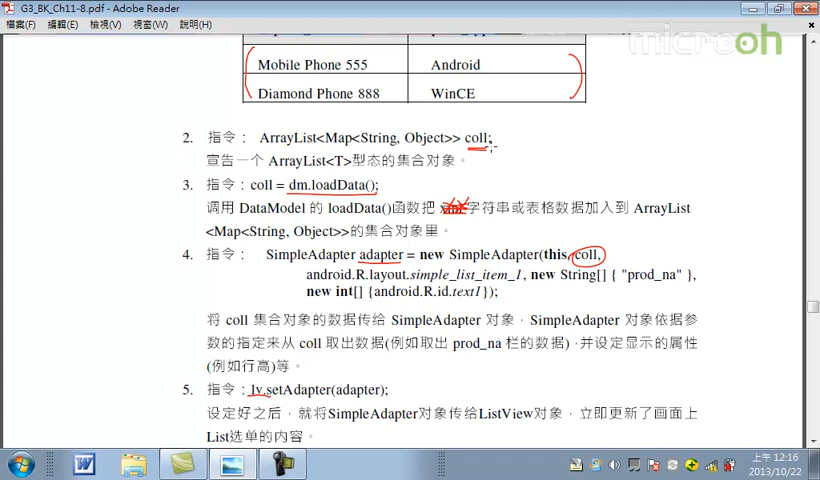 G3_BK_Ch11-8.pdf - Adobe Reader
檔案(F) 編輯(E) 檢視(V) 視窗(W) 說明(H)
microoh
Mobile Phone 555 Android
Diamond Phone 888 WinCE
2. 指令： ArrayList<Map<String, Object>> coll;
宣告一个 ArrayList<T>型态的集合对象。
3. 指令：coll = dm.loadData();
调用 DataModel 的 loadData()函数把 字符串或表格数据加入到 ArrayList
<Map<String, Object>>的集合对象里。
4. 指令： SimpleAdapter adapter = new SimpleAdapter(this, coll,
android.R.layout.simple_list_item_1, new String[] { "prod_na" },
new int[] {android.R.id.text1});
将 coll 集合对象的数据传给 SimpleAdapter 对象，SimpleAdapter 对象依据参
数的指定来从 coll 取出数据(例如取出 prod_na 栏的数据)，并设定显示的属性
(例如行高)等。
5. 指令：lv.setAdapter(adapter);
设定好之后，就将SimpleAdapter对象传给ListView对象，立即更新了画面上
List选单的内容。
上午 12:16
2013/10/22